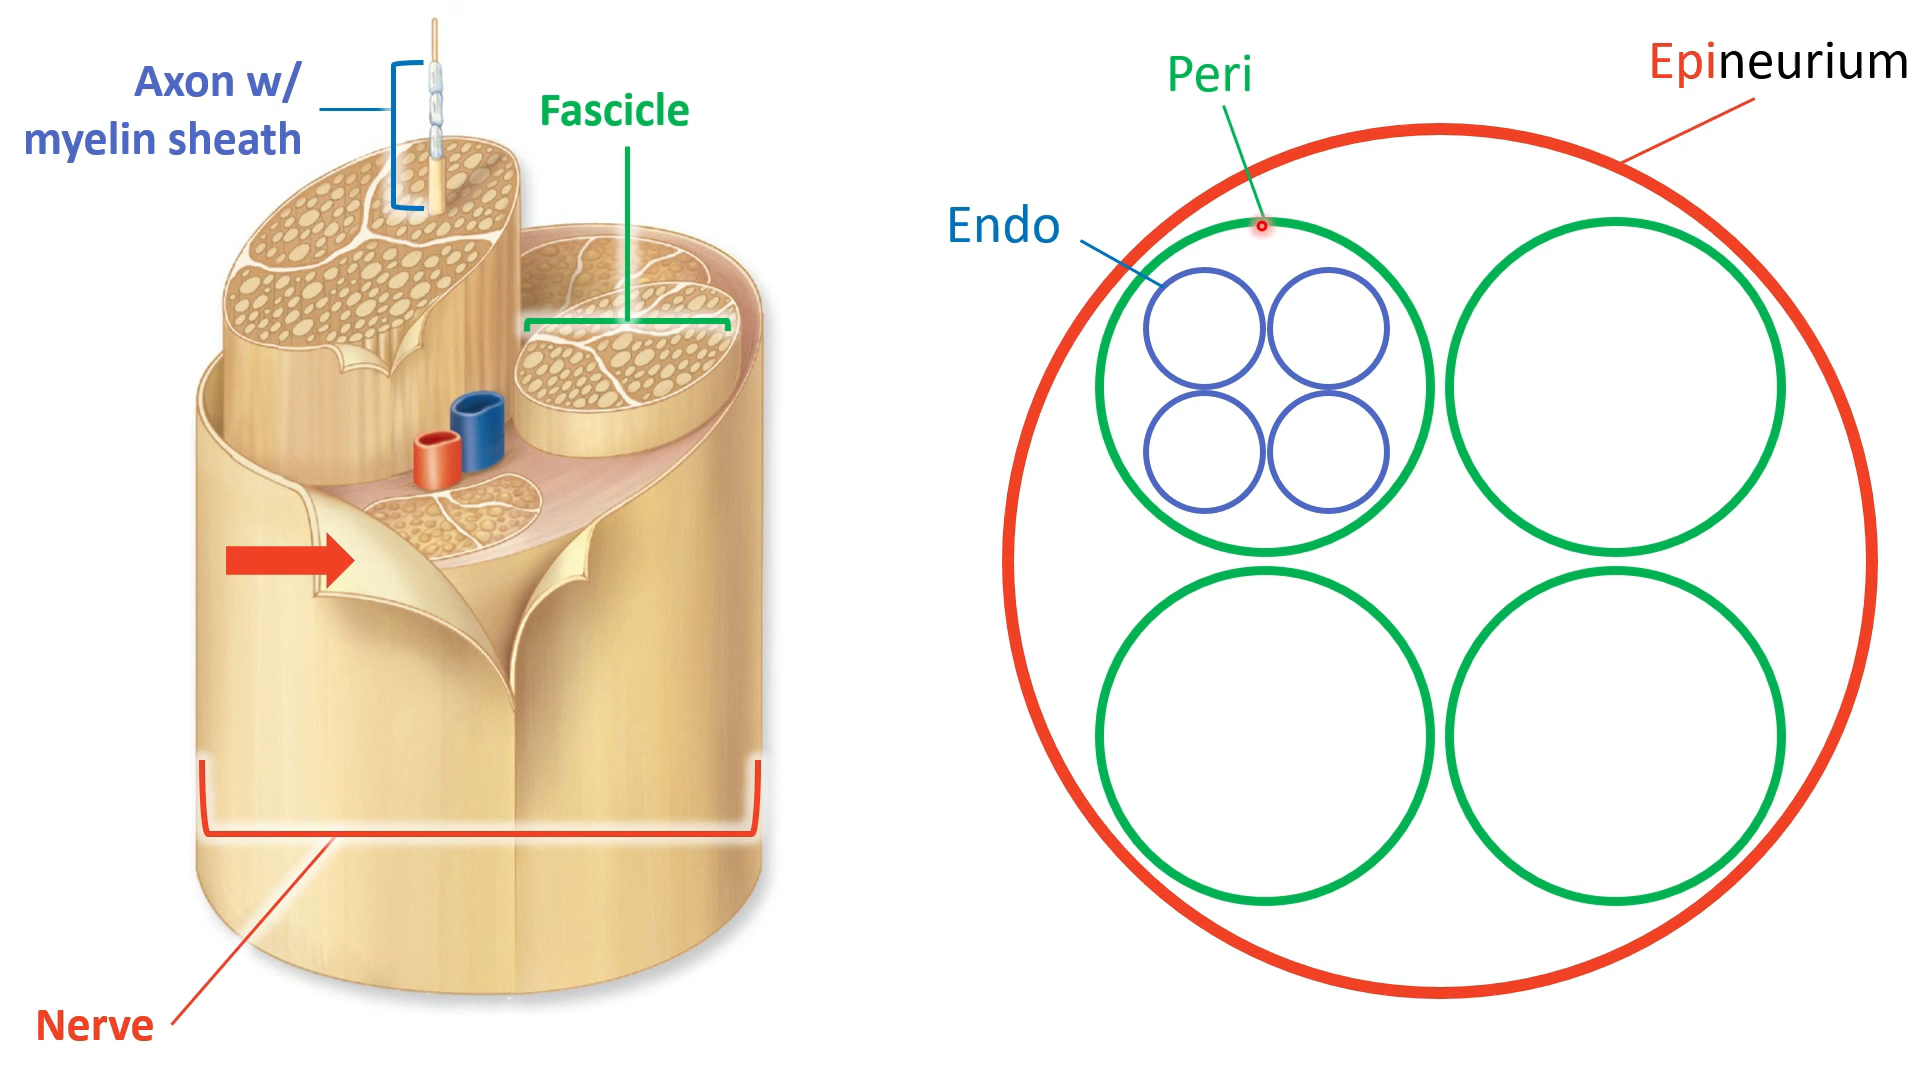 Axon w/
myelin sheath
Fascicle
Nerve
Peri
Epineurium
Endo